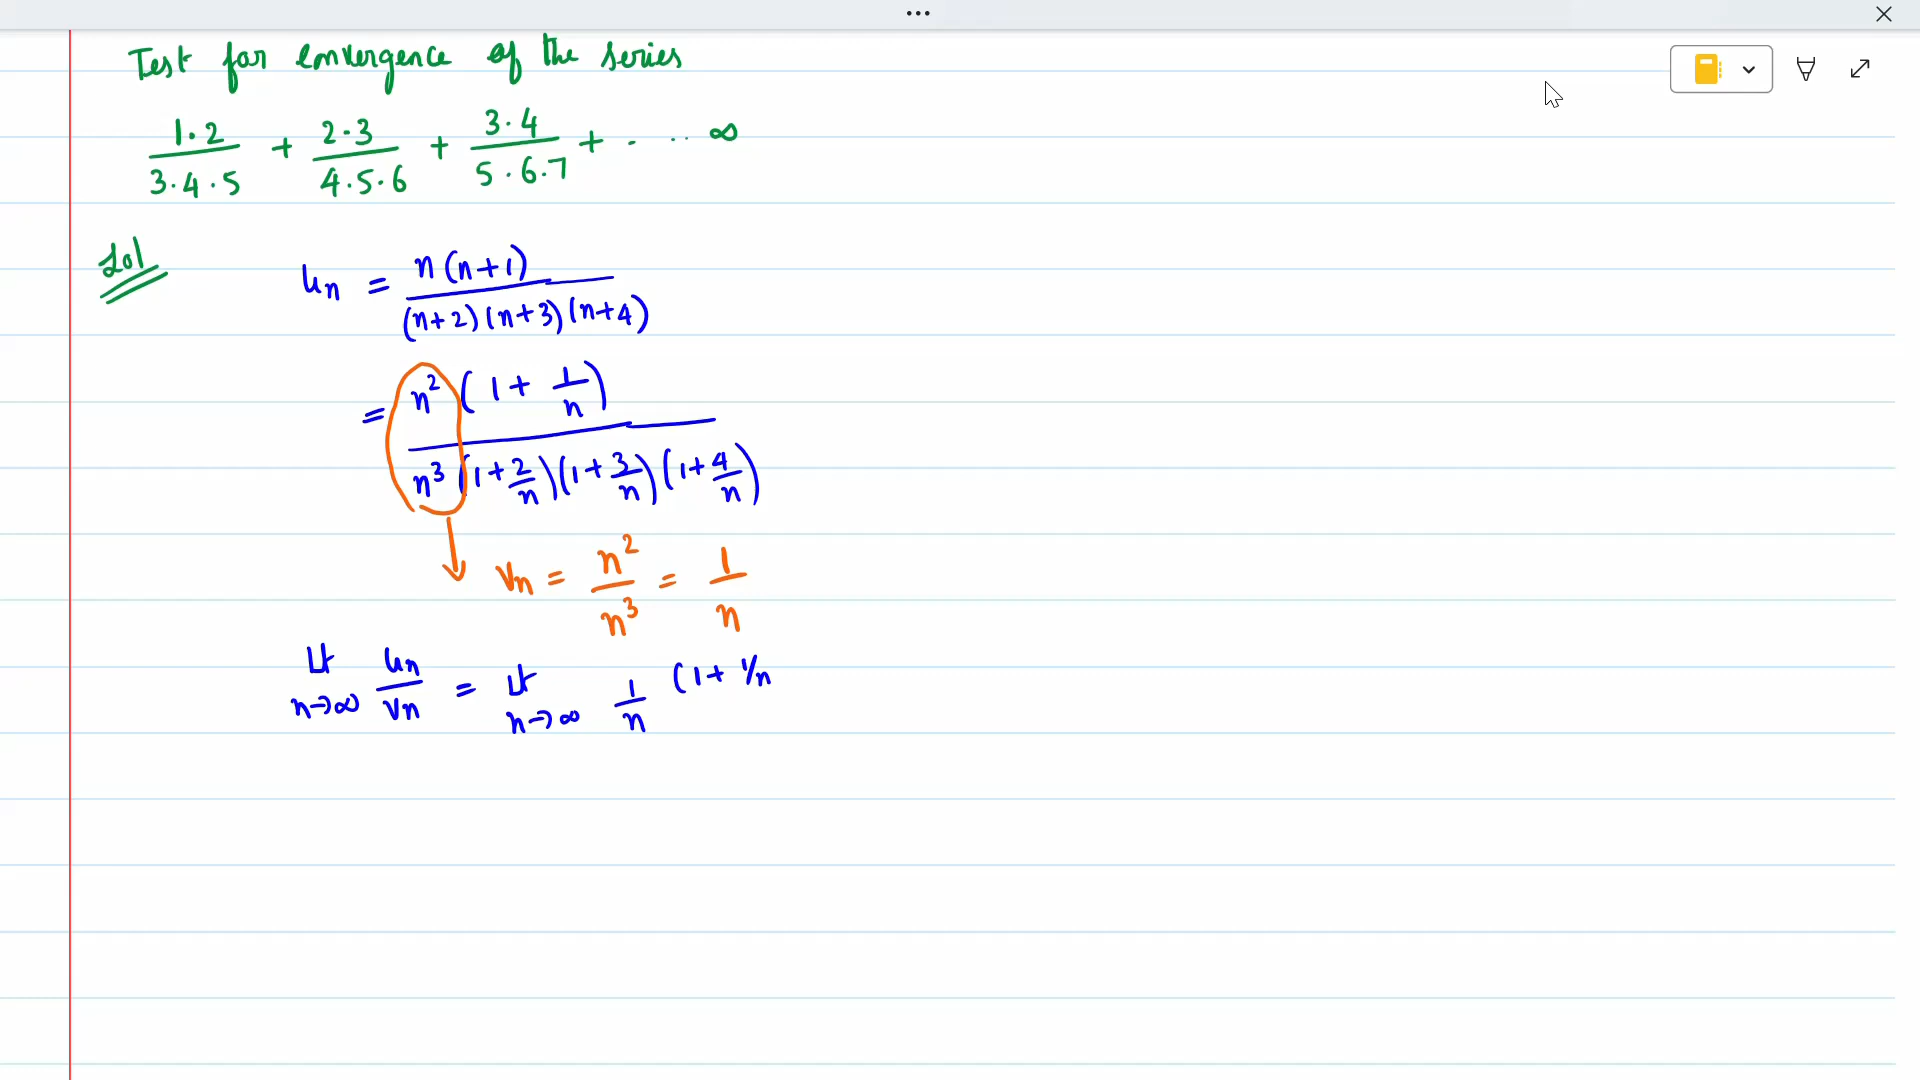 Test for convergence of the series
1·2/3·4·5 + 2·3/4·5·6 + 3·4/5·6·7 + · ·· ∞
Sol
un = n(n+1)/(n+2)(n+3)(n+4)
= n²(1 + 1/n)/n³(1+2/n)(1+3/n)(1+4/n)
vn = n²/n³ = 1/n
Lt n→∞ un/vn = Lt n→∞ 1/n (1 + 1/n